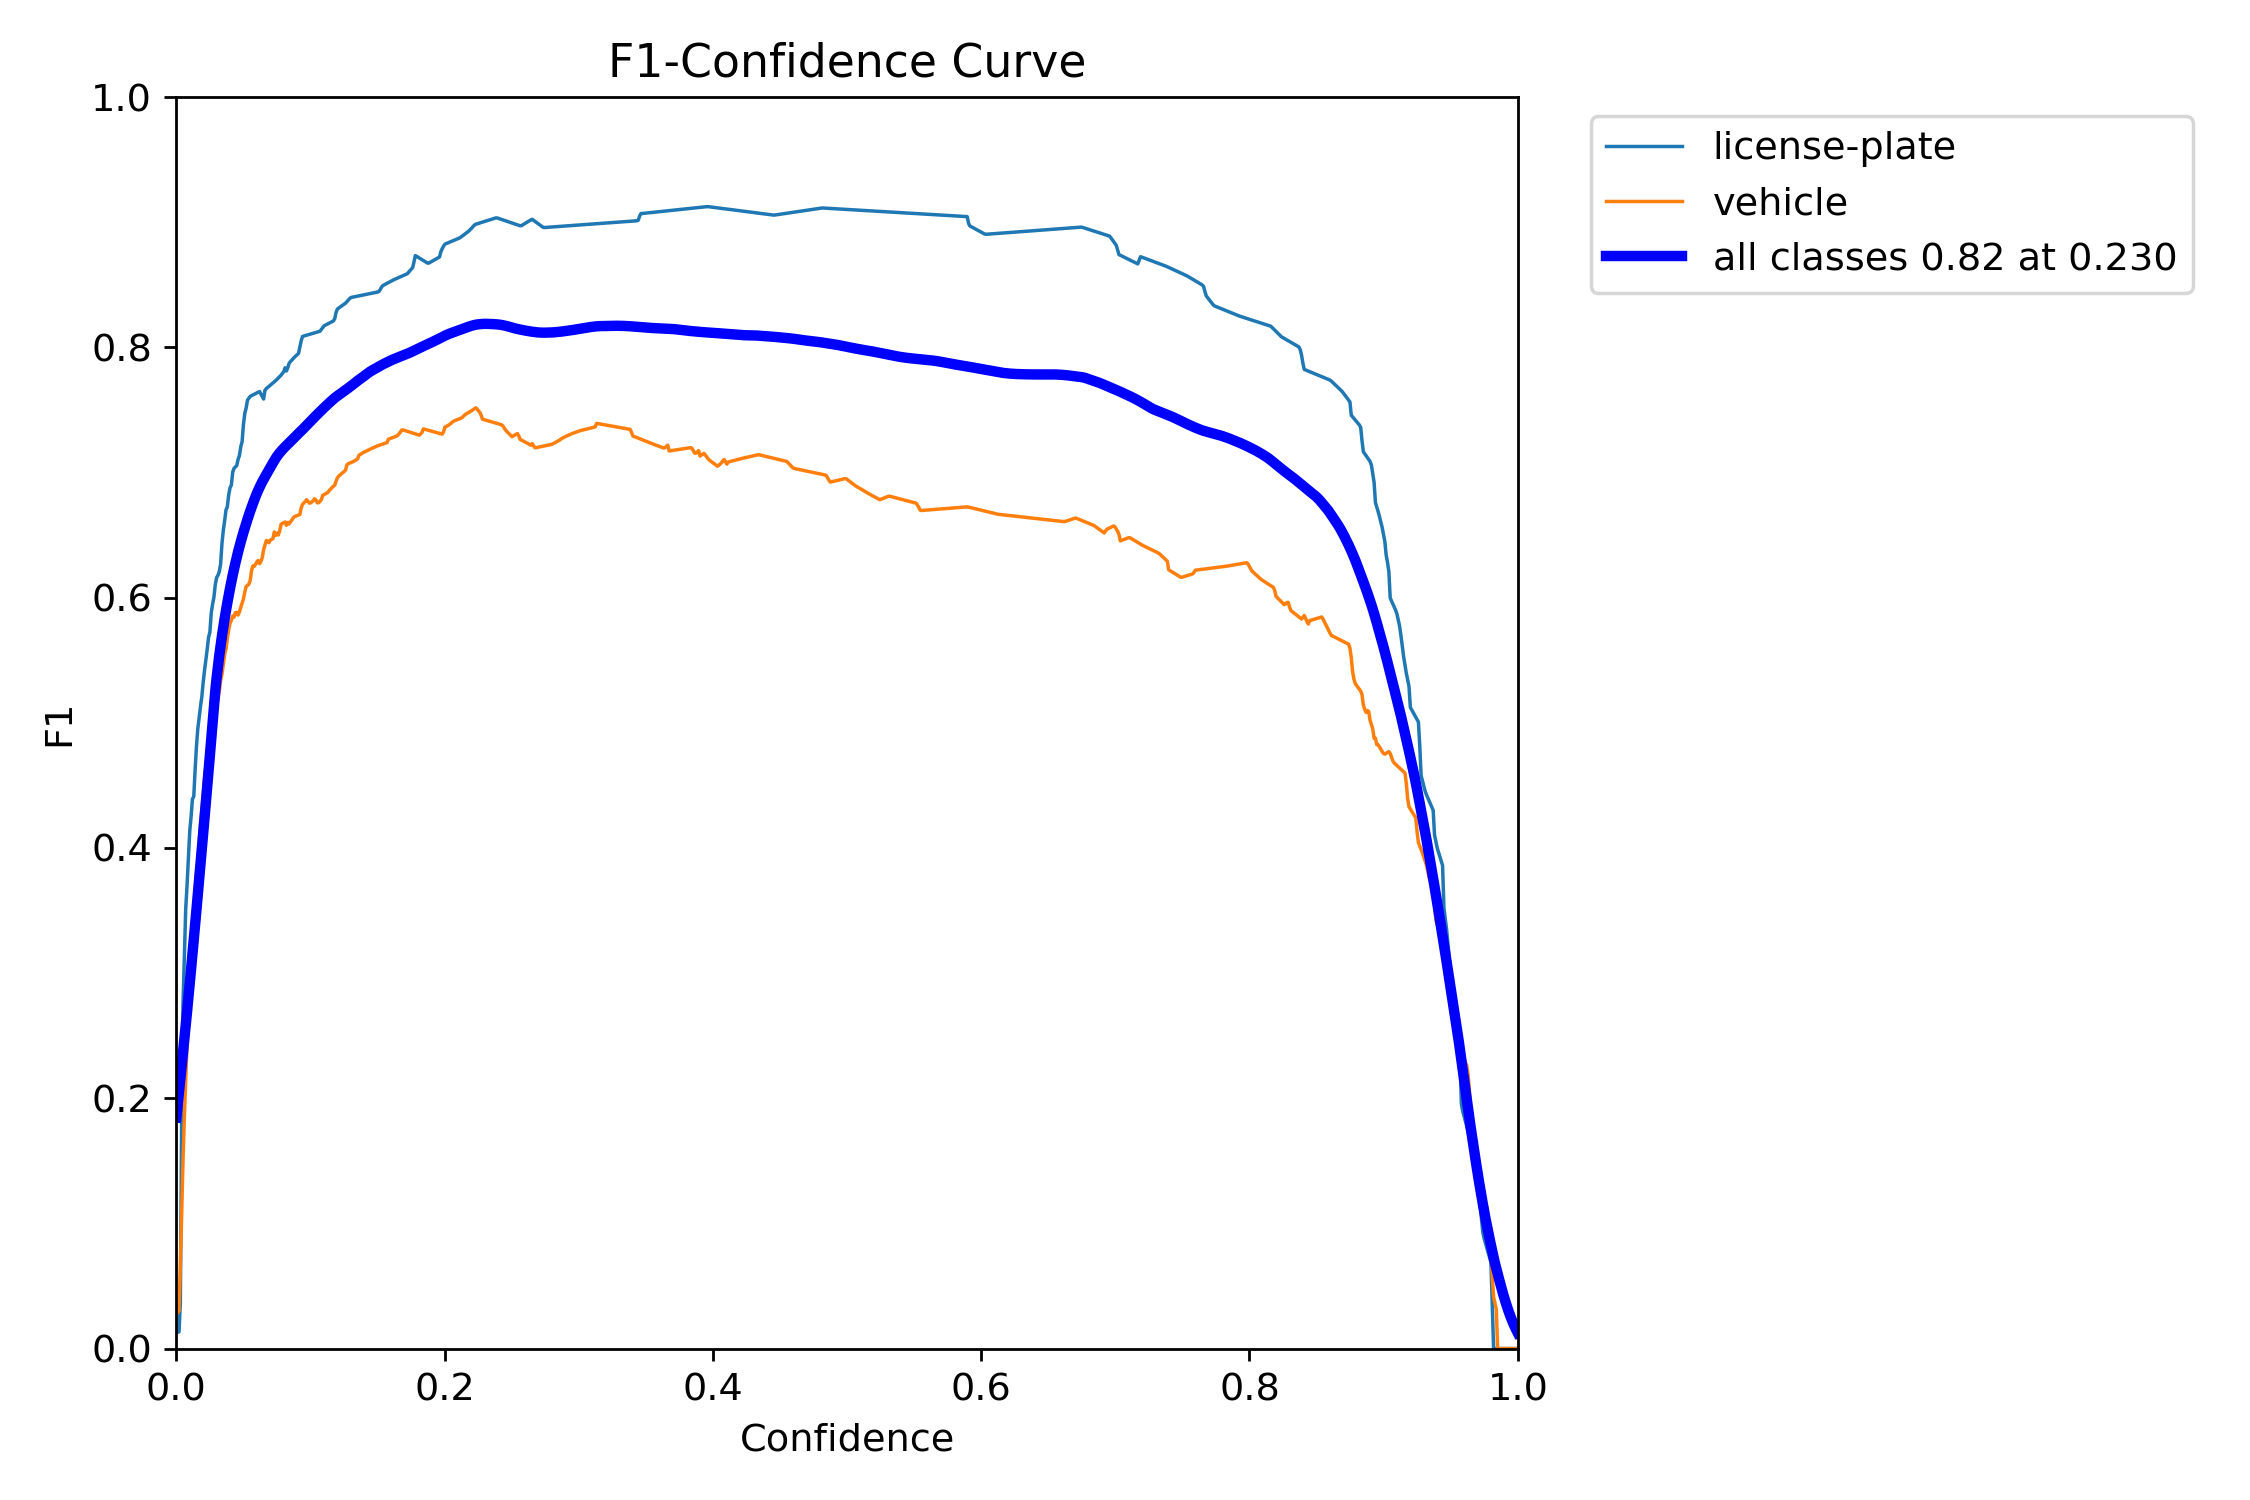 F1-Confidence Curve
1.0
0.8
0.6
0.4
0.2
0.0
F1
0.0 0.2 0.4 0.6 0.8 1.0
Confidence
license-plate
vehicle
all classes 0.82 at 0.230